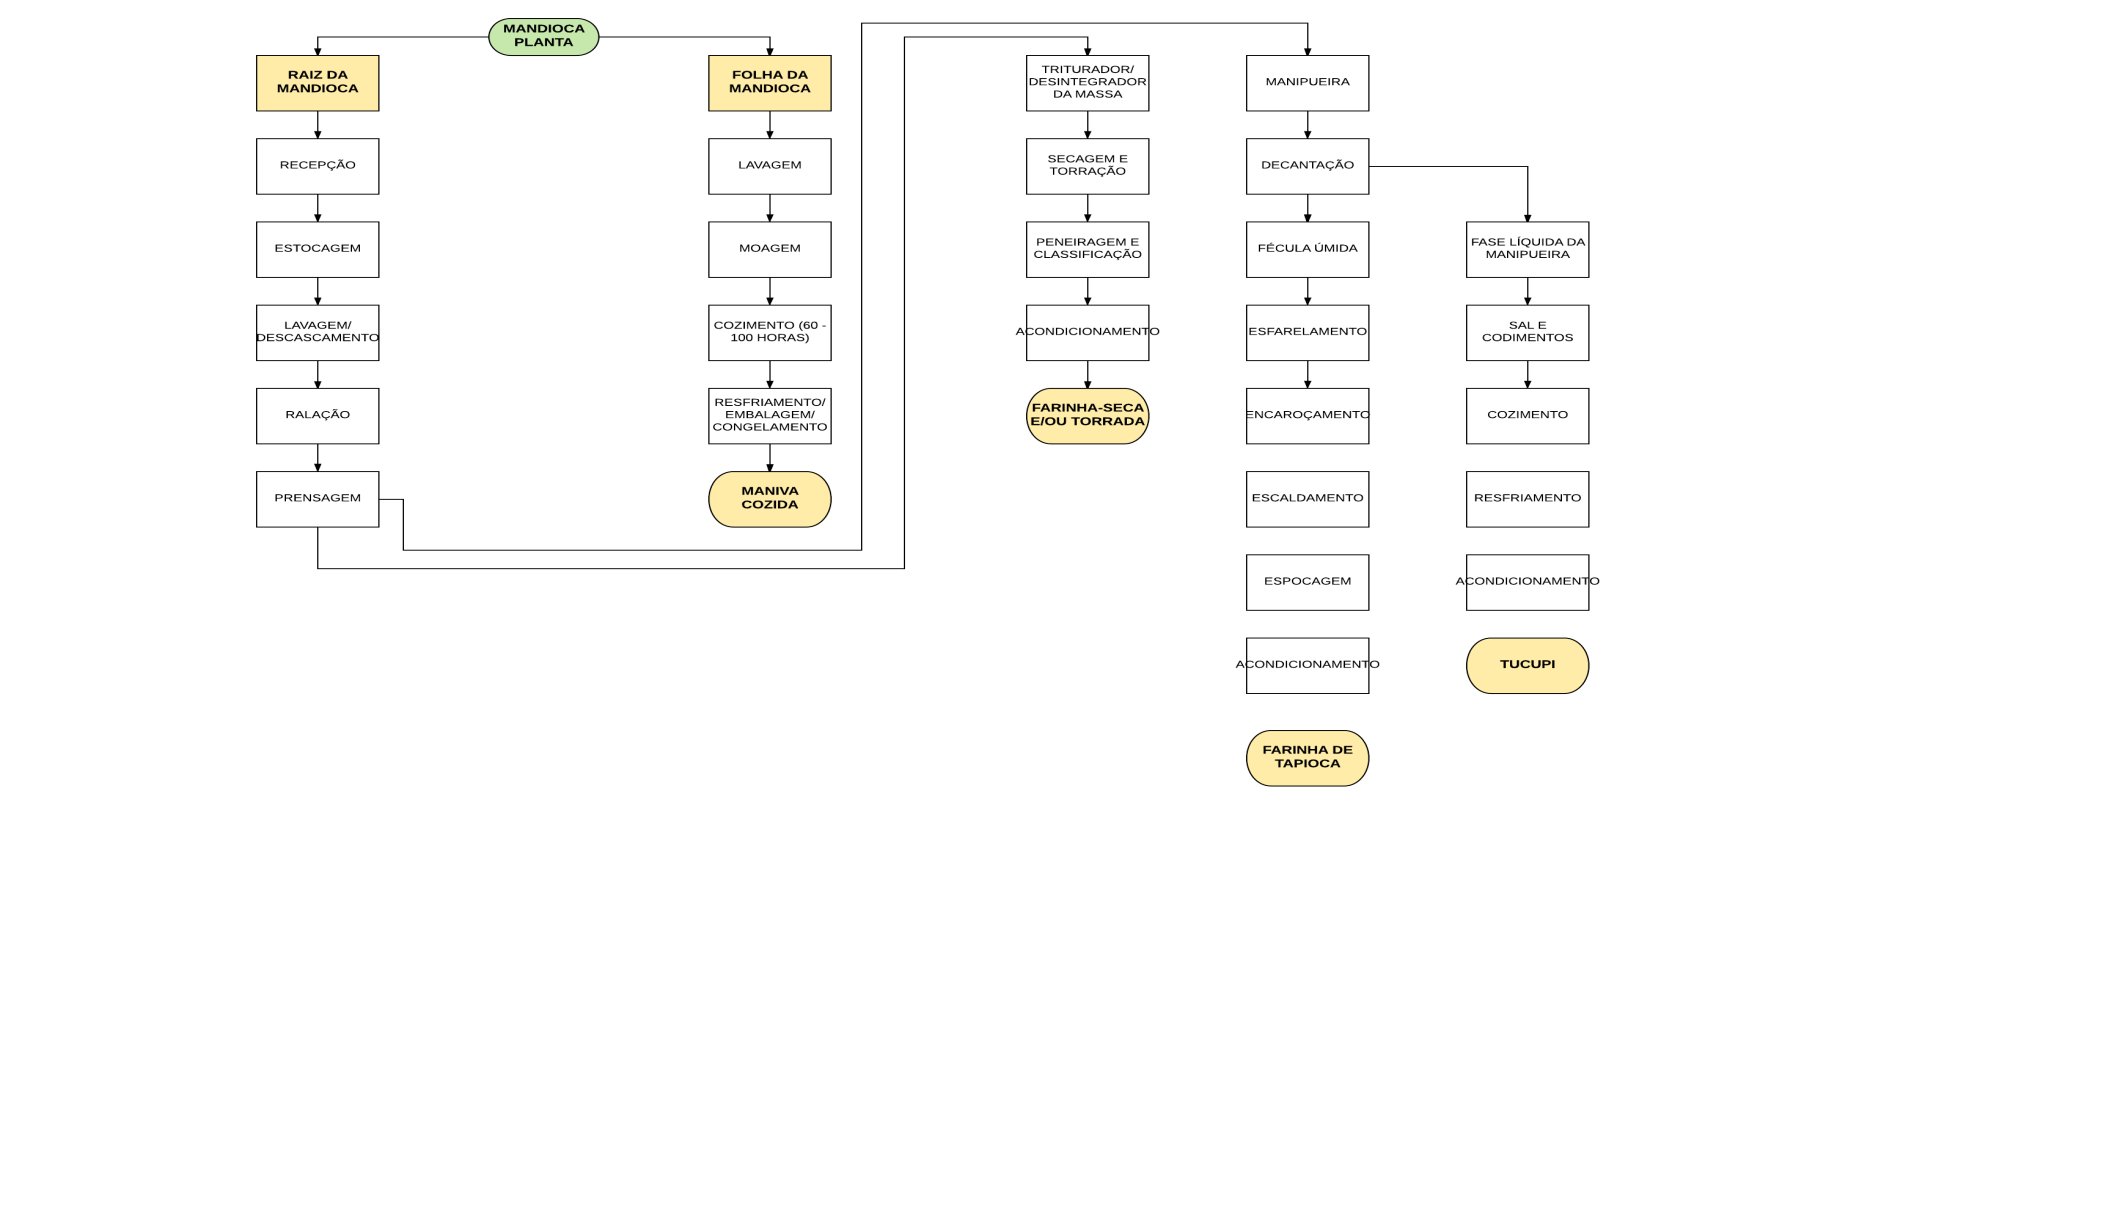 MANDIOCA
PLANTA
RAIZ DA
MANDIOCA
RECEPÇÃO
ESTOCAGEM
LAVAGEM/
DESCASCAMENTO
RALAÇÃO
PRENSAGEM
FOLHA DA
MANDIOCA
LAVAGEM
MOAGEM
COZIMENTO (60 -
100 HORAS)
RESFRIAMENTO/
EMBALAGEM/
CONGELAMENTO
MANIVA
COZIDA
TRITURADOR/
DESINTEGRADOR
DA MASSA
SECAGEM E
TORRAÇÃO
PENEIRAGEM E
CLASSIFICAÇÃO
ACONDICIONAMENTO
FARINHA-SECA
E/OU TORRADA
MANIPUEIRA
DECANTAÇÃO
FÉCULA ÚMIDA
ESFARELAMENTO
ENCAROÇAMENTO
ESCALDAMENTO
ESPOCAGEM
ACONDICIONAMENTO
FARINHA DE
TAPIOCA
FASE LÍQUIDA DA
MANIPUEIRA
SAL E
CODIMENTOS
COZIMENTO
RESFRIAMENTO
ACONDICIONAMENTO
TUCUPI